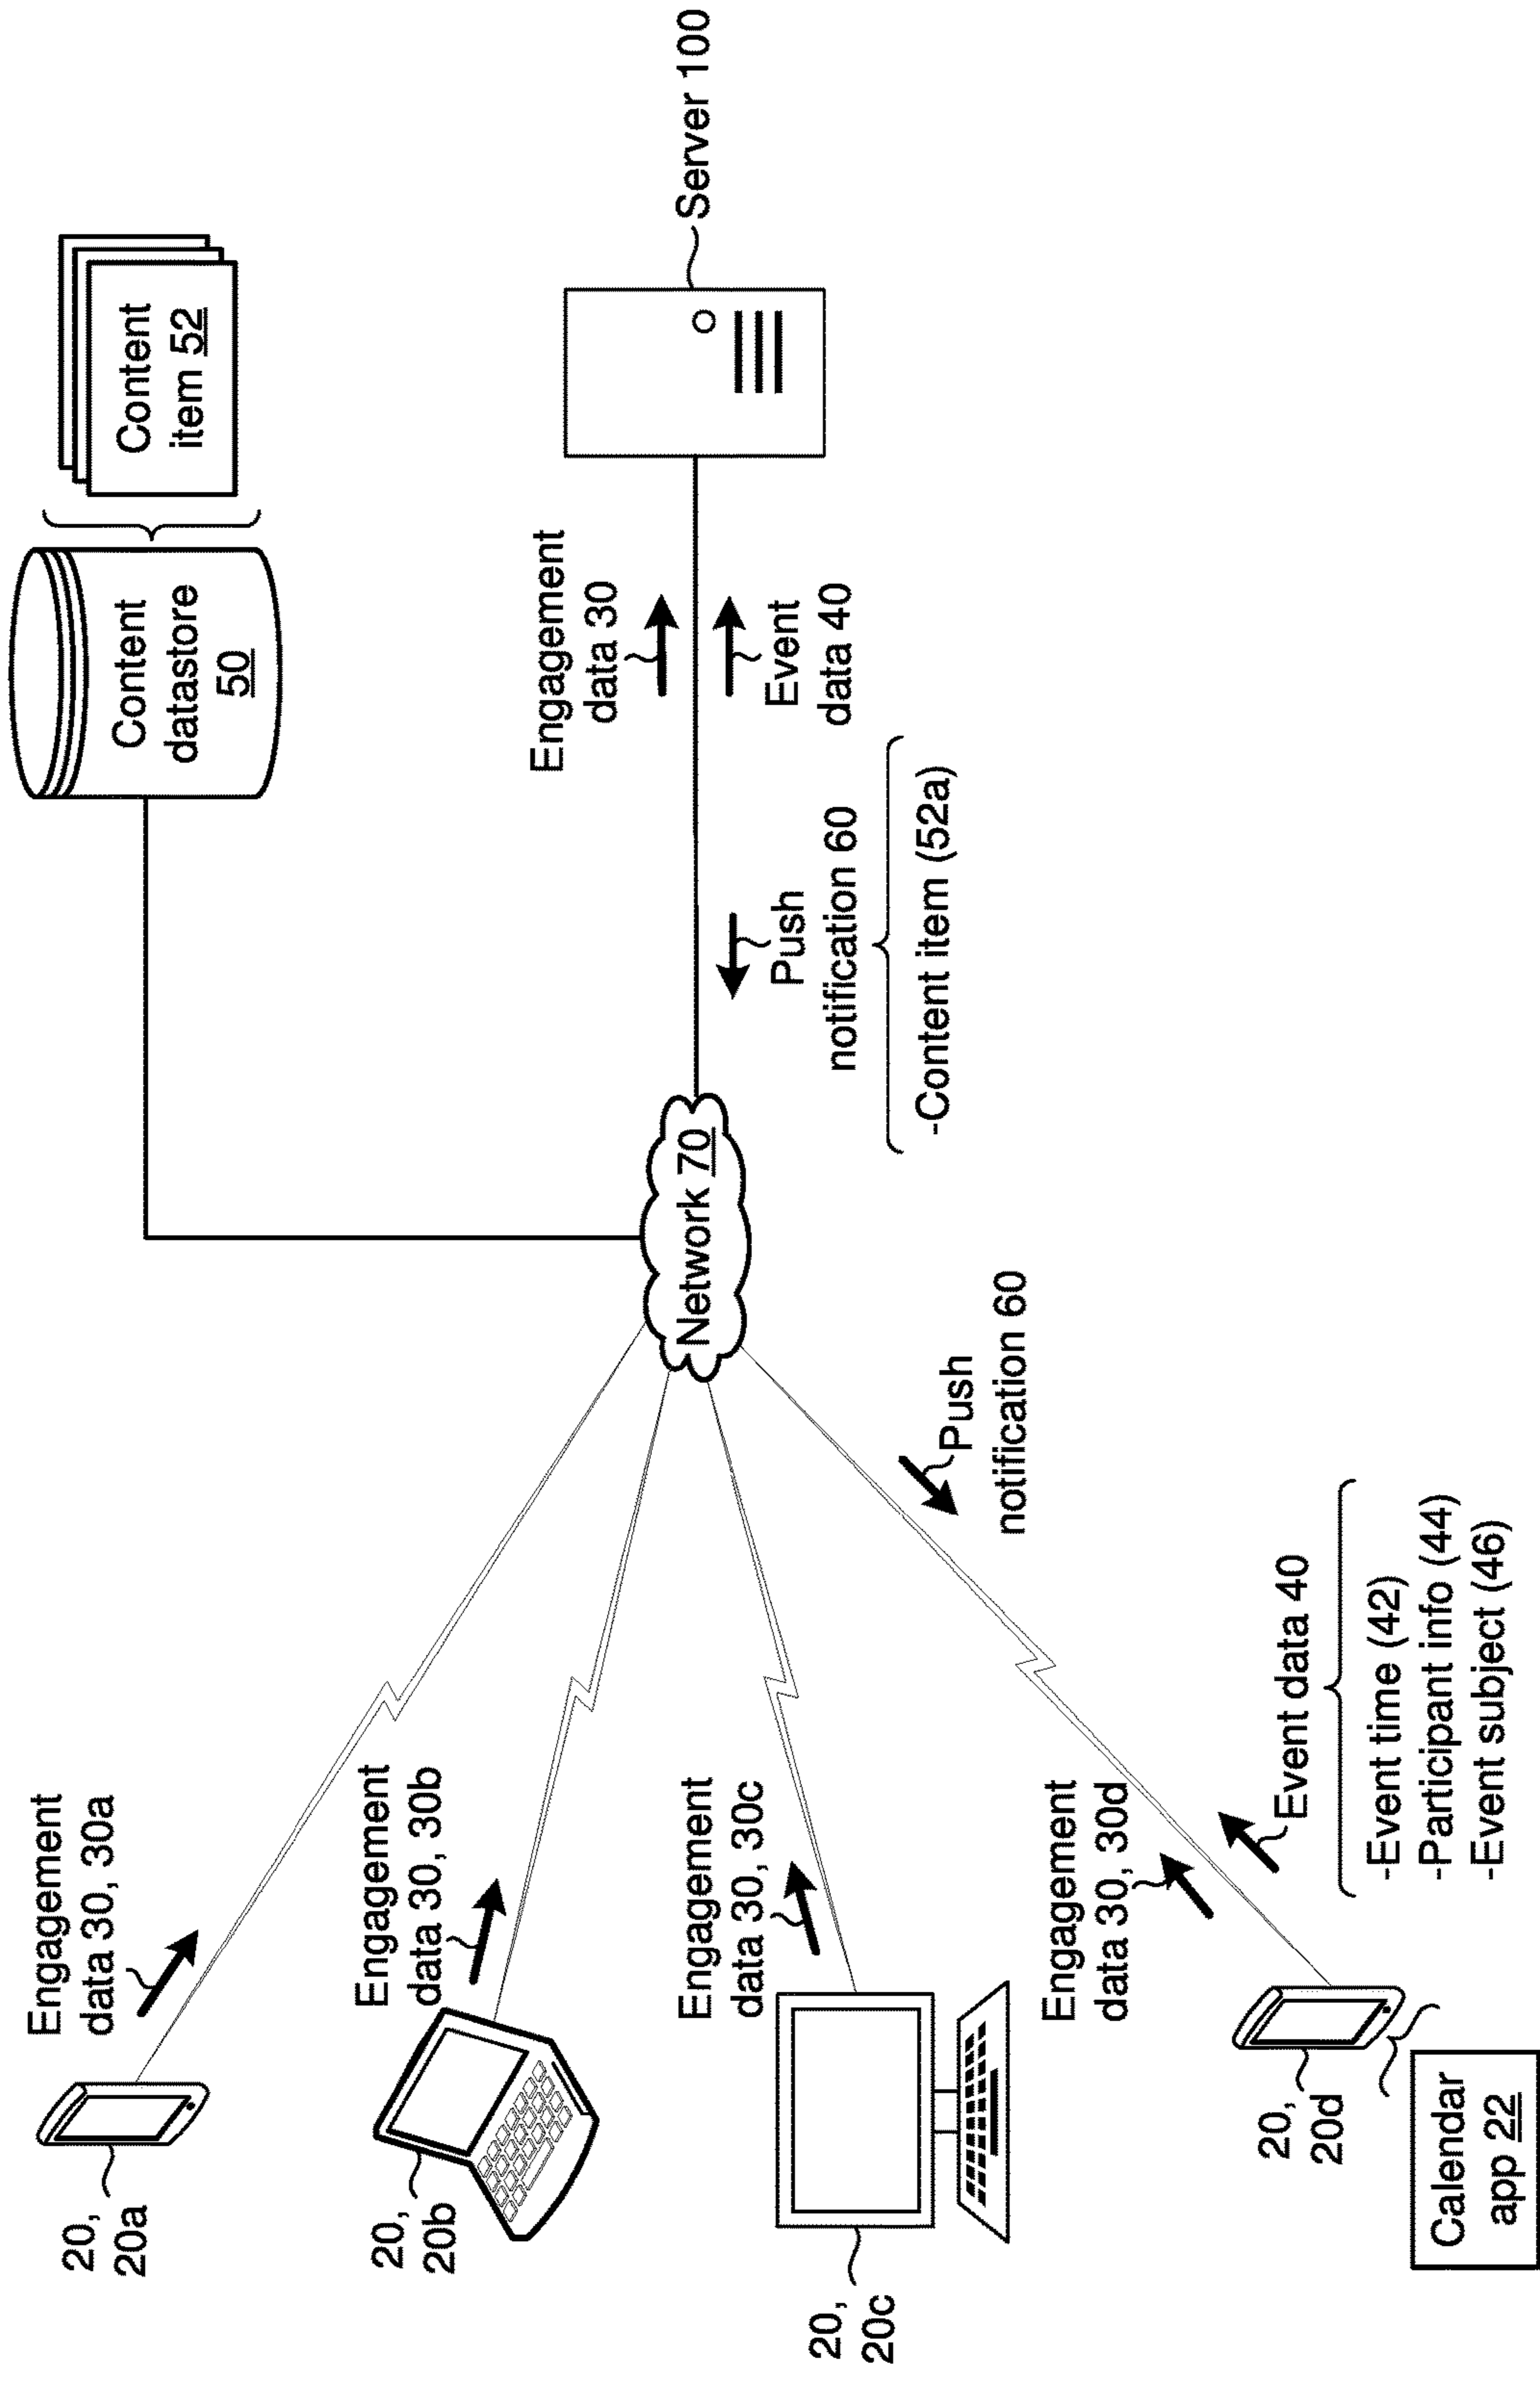 20,
20a
Engagement
data 30, 30a
20,
20b
Engagement
data 30, 30b
20,
20c
Engagement
data 30, 30c
20,
20d
Calendar
app 22
Engagement
data 30, 30d
Event data 40
-Event time (42)
-Participant info (44)
-Event subject (46)
Push
notification 60
Network 70
Push
notification 60
-Content item (52a)
Engagement
data 30
Event
data 40
Content
datastore
50
Content
item 52
Server 100